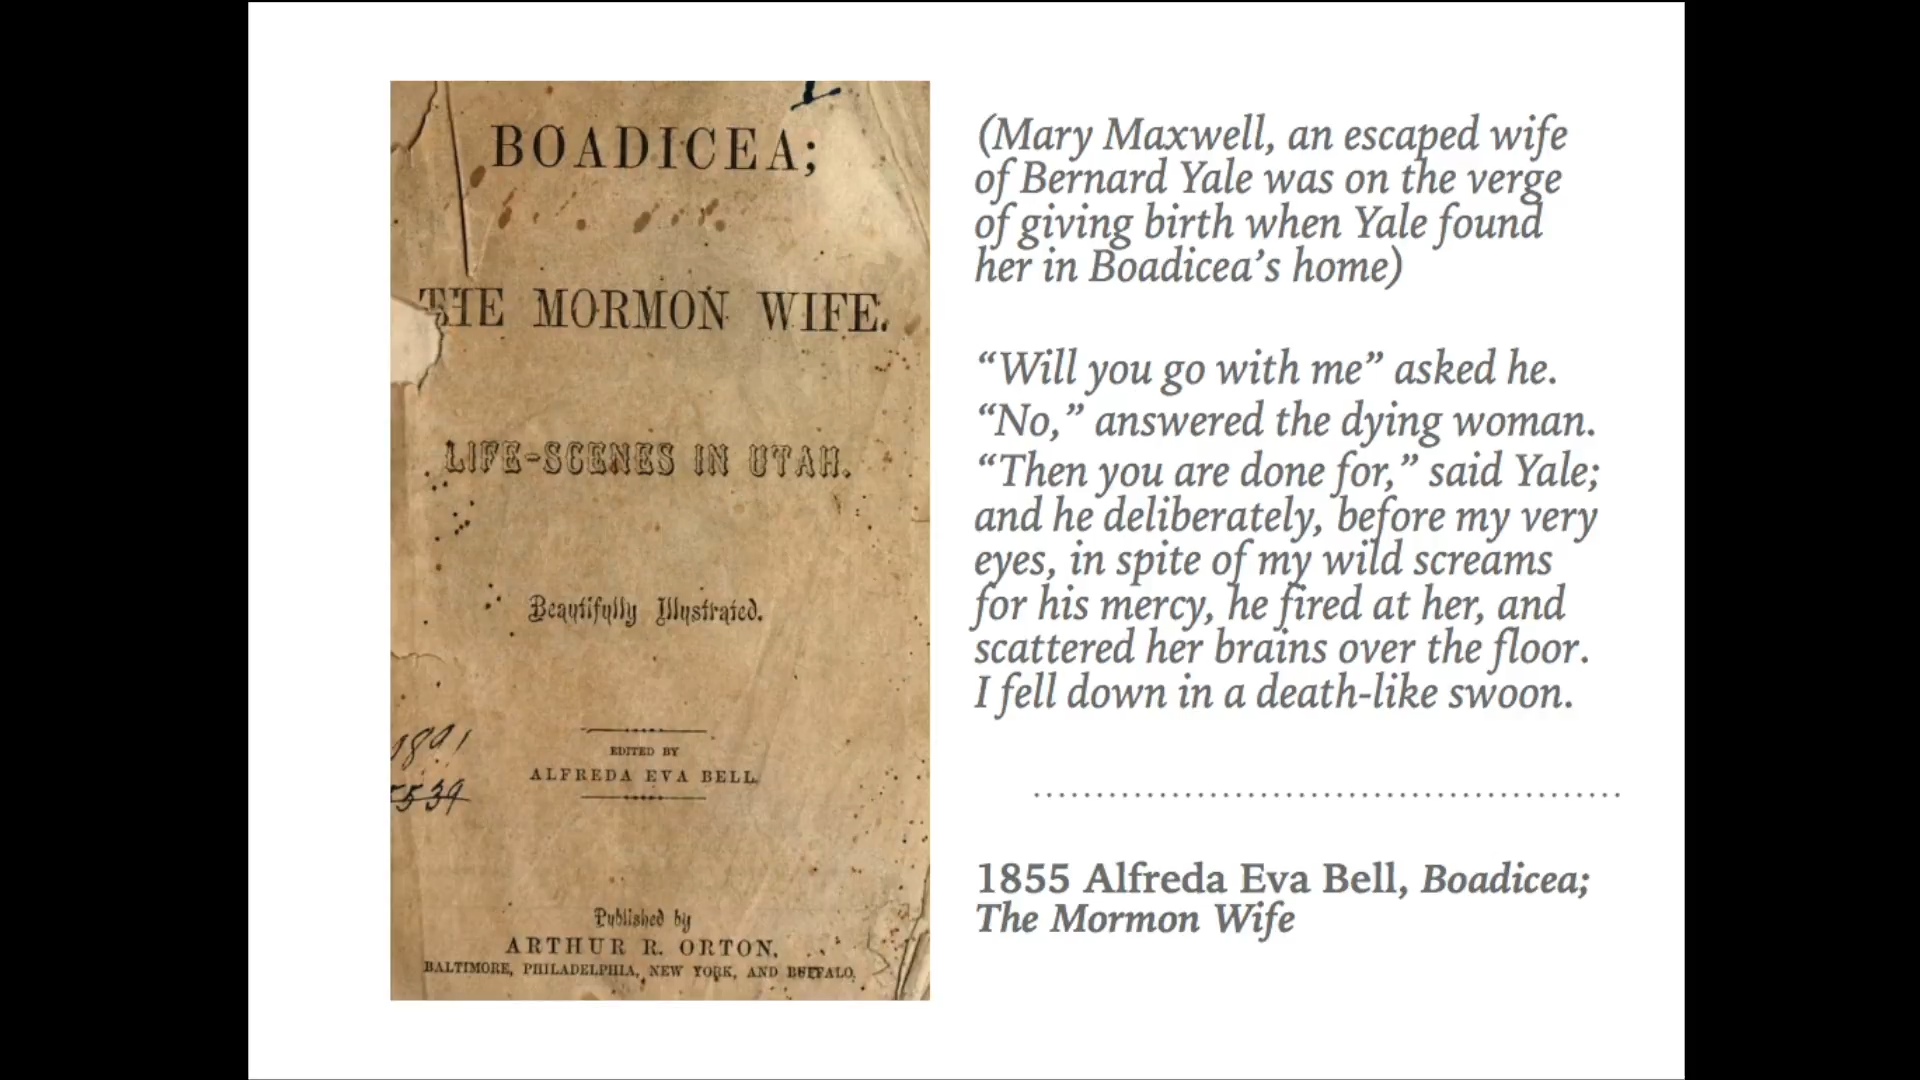 BOADICEA;
THE MORMON WIFE.
LIFE-SCENES IN UTAH.
Beautifully Illustrated.
1891
5539
EDITED BY
ALFREDA EVA BELL
Published by
ARTHUR R. ORTON,
BALTIMORE, PHILADELPHIA, NEW YORK, AND BUFFALO.
(Mary Maxwell, an escaped wife
of Bernard Yale was on the verge
of giving birth when Yale found
her in Boadicea’s home)
“Will you go with me” asked he.
“No,” answered the dying woman.
“Then you are done for,” said Yale;
and he deliberately, before my very
eyes, in spite of my wild screams
for his mercy, he fired at her, and
scattered her brains over the floor.
I fell down in a death-like swoon.
1855 Alfreda Eva Bell, Boadicea;
The Mormon Wife